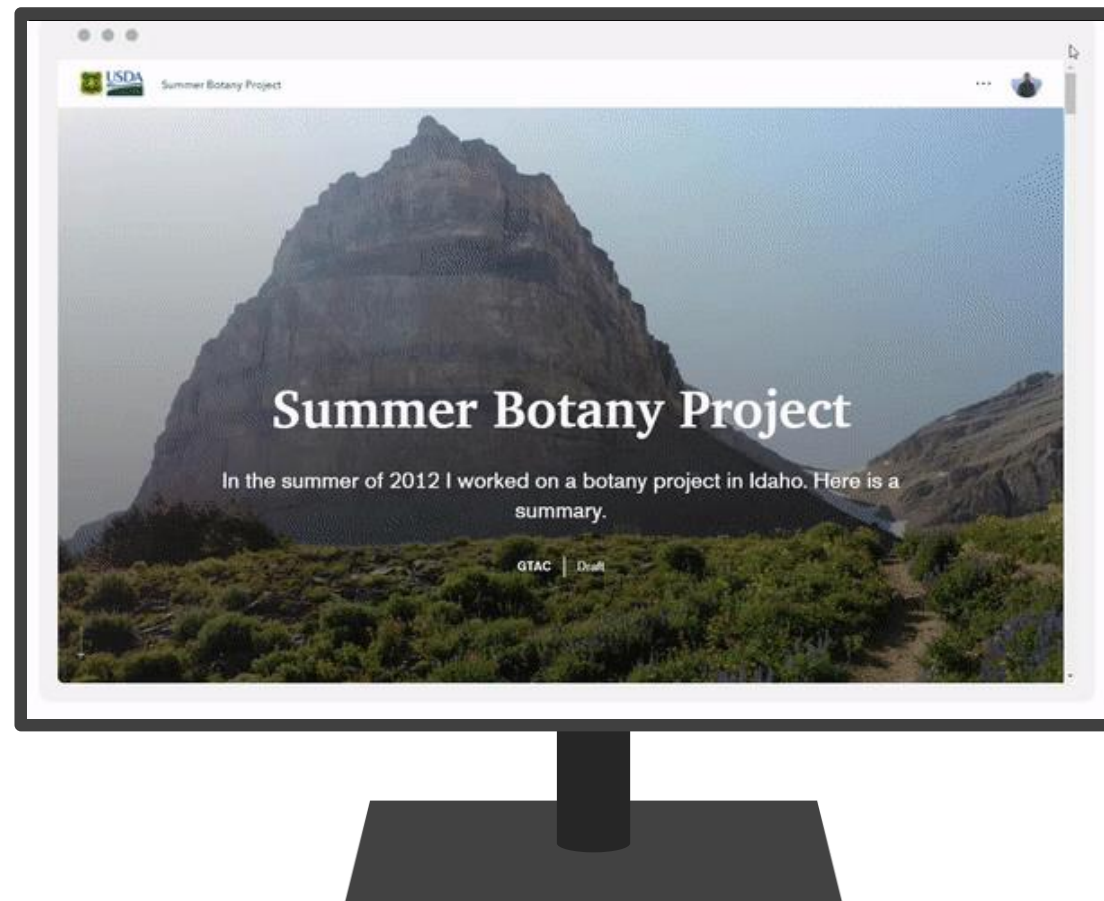 USDA
Summer Botany Project
Summer Botany Project
In the summer of 2012 I worked on a botany project in Idaho. Here is a
summary.
GTAC | Draft